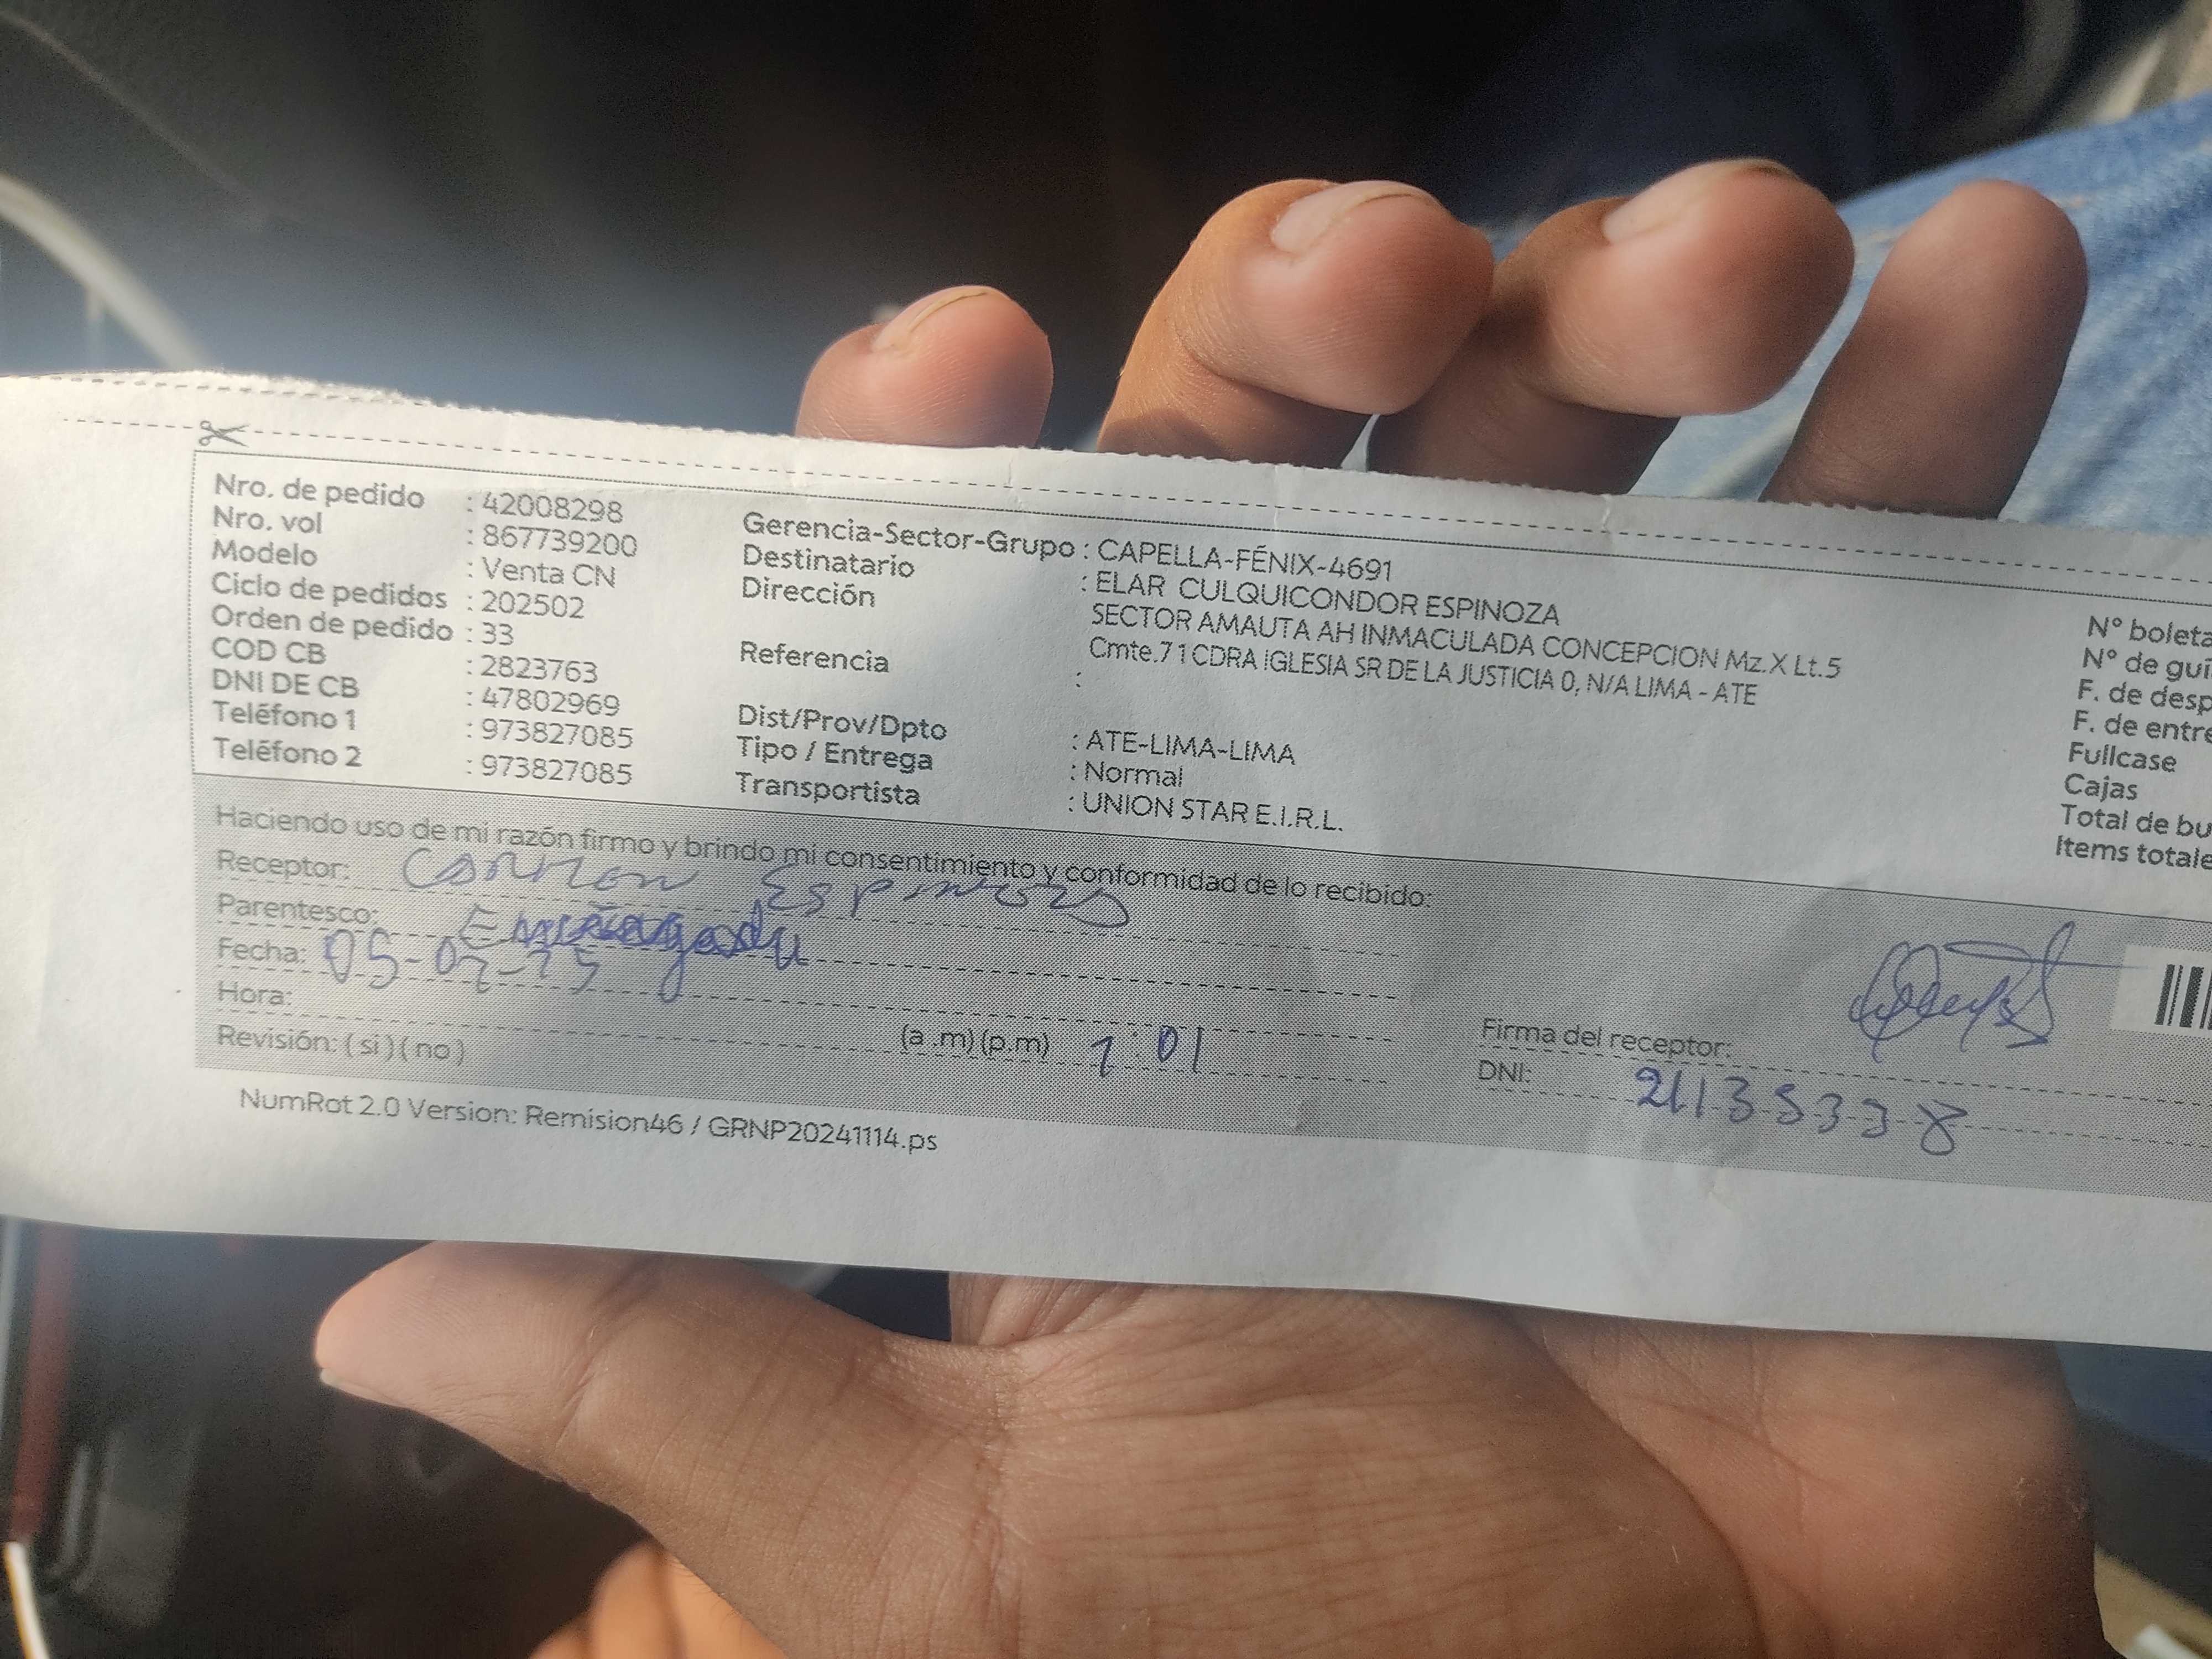 Nro. de pedido : 42008298
Nro. vol : 867739200
Modelo : Venta CN
Ciclo de pedidos : 202502
Orden de pedido : 33
COD CB : 2823763
DNI DE CB : 47802969
Teléfono 1 : 973827085
Teléfono 2 : 973827085
Gerencia-Sector-Grupo : CAPELLA-FÉNIX-4691
Destinatario : ELAR CULQUICONDOR ESPINOZA
Dirección SECTOR AMAUTA AH INMACULADA CONCEPCION Mz.X Lt.5
Cmte.7 1 CDRA IGLESIA SR DE LA JUSTICIA 0, N/A LIMA - ATE
Referencia :
Dist/Prov/Dpto : ATE-LIMA-LIMA
Tipo / Entrega : Normal
Transportista : UNION STAR E.I.R.L.
N° boleta
N° de guí
F. de desp
F. de entre
Fullcase
Cajas
Total de bu
Items totale
Haciendo uso de mi razón firmo y brindo mi consentimiento y conformidad de lo recibido:
Receptor: Carmen Espinoza
Parentesco:
Fecha: 05-02-25
Hora: (a .m) (p.m) 1:01
Revisión: ( si ) ( no )
Firma del receptor:
DNI:
NumRot 2.0 Version: Remision46 / GRNP20241114.ps